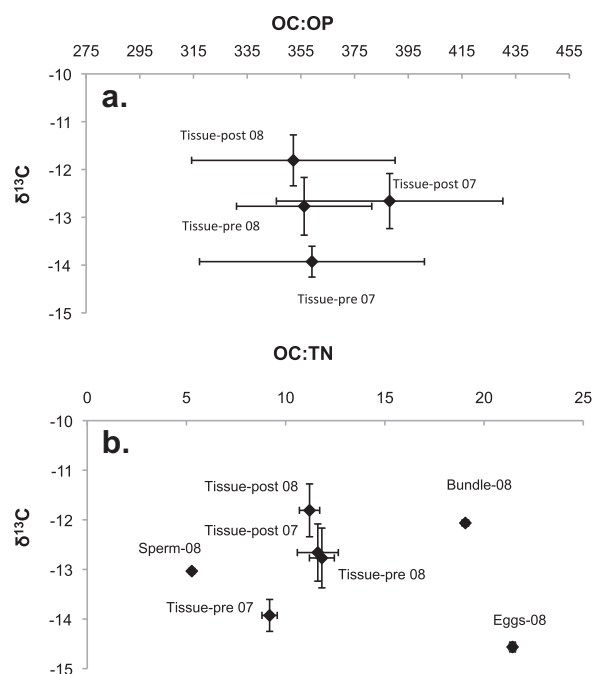 OC:OP
275 295 315 335 355 375 395 415 435 455
-10
a.
-11
Tissue-post 08
-12
Tissue-post 07
δ13C
-13
Tissue-pre 08
-14
Tissue-pre 07
-15
OC:TN
0 5 10 15 20 25
-10
b.
-11
Tissue-post 08
Bundle-08
-12
Tissue-post 07
δ13C
Sperm-08
-13
Tissue-pre 08
Tissue-pre 07
-14
Eggs-08
-15